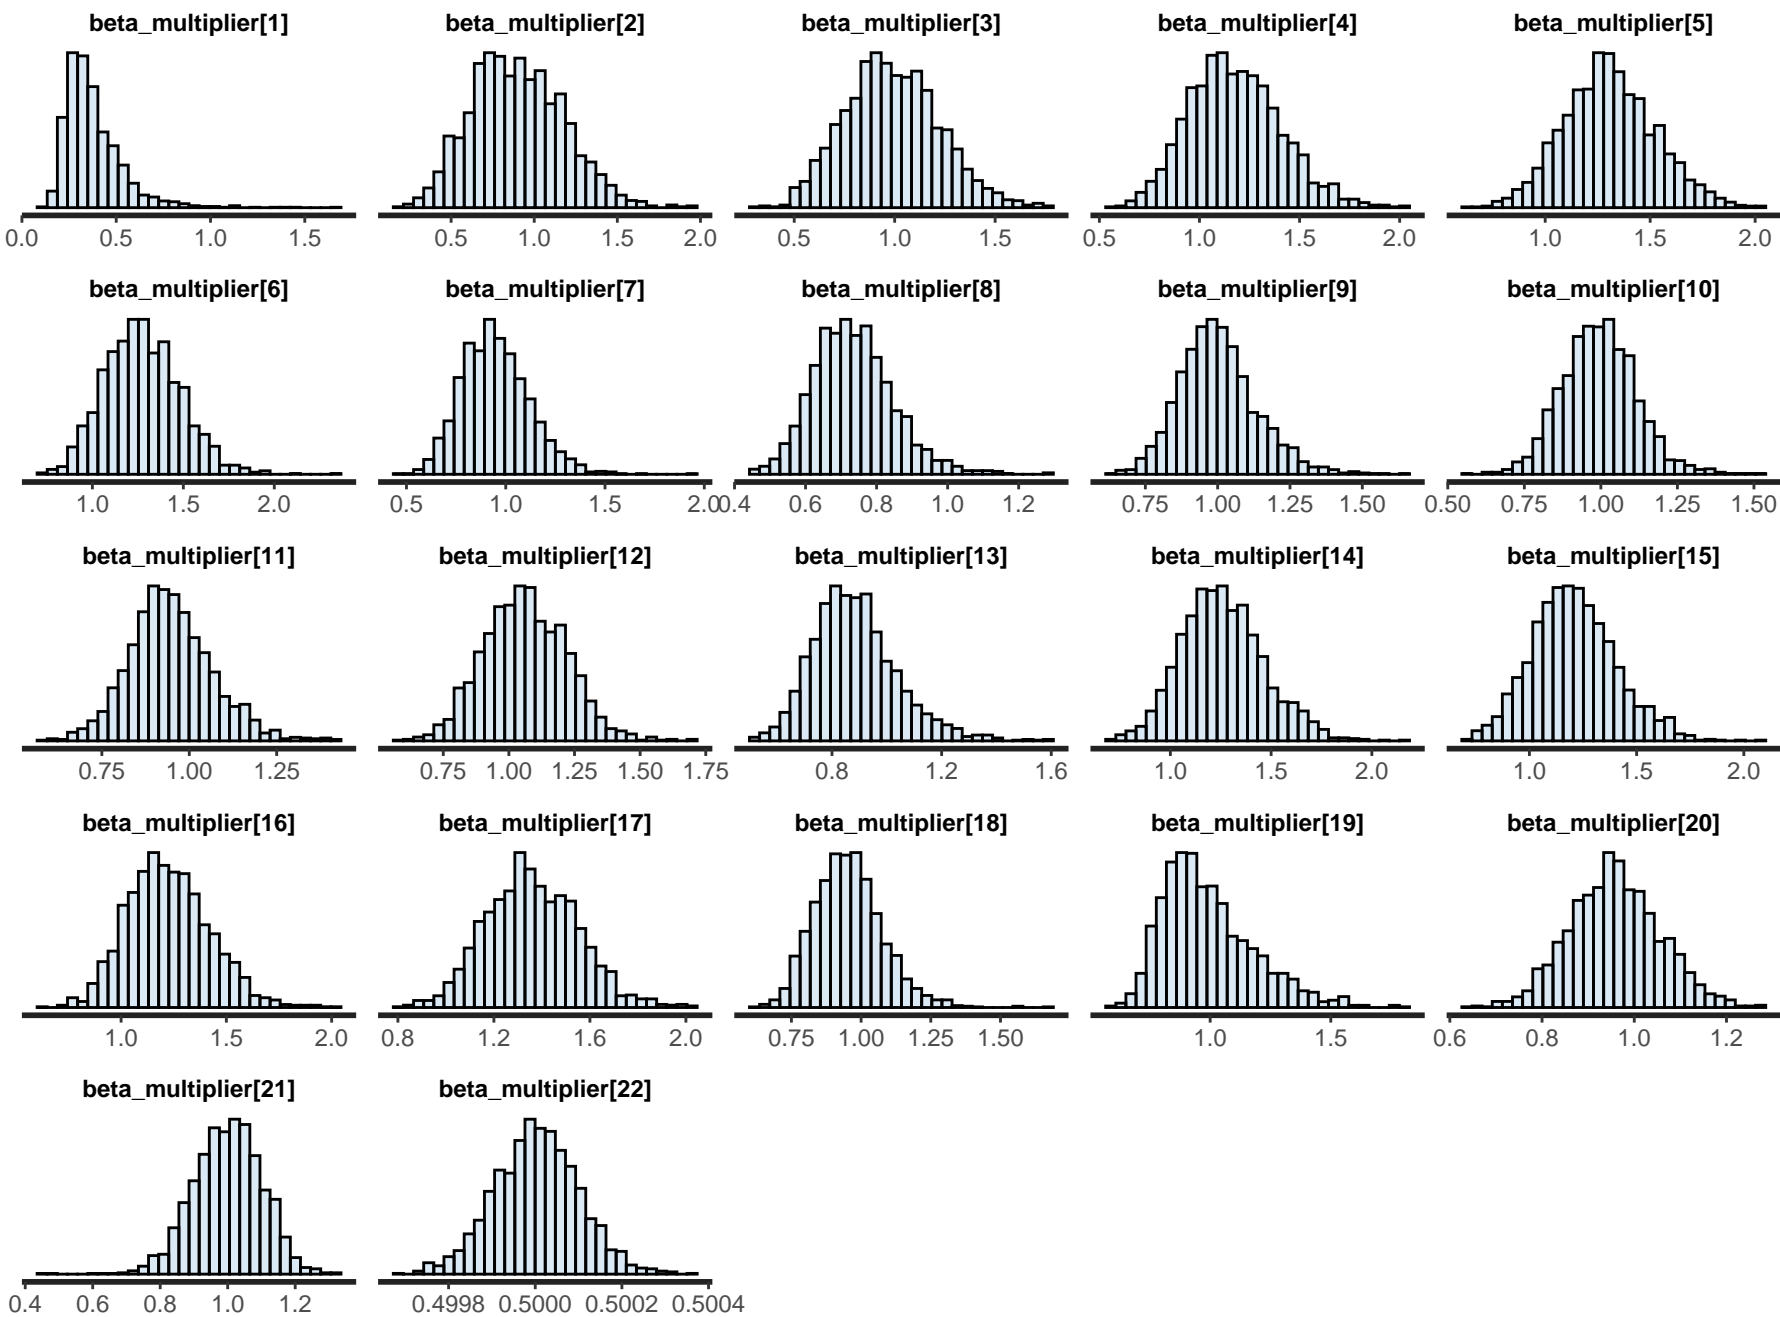 beta_multiplier[1] beta_multiplier[2] beta_multiplier[3] beta_multiplier[4] beta_multiplier[5]
0.0 0.5 1.0 1.5 0.5 1.0 1.5 2.0 0.5 1.0 1.5 0.5 1.0 1.5 2.0 1.0 1.5 2.0
beta_multiplier[6] beta_multiplier[7] beta_multiplier[8] beta_multiplier[9] beta_multiplier[10]
1.0 1.5 2.0 0.5 1.0 1.5 2.0 0.4 0.6 0.8 1.0 1.2 0.75 1.00 1.25 1.50 0.50 0.75 1.00 1.25 1.50
beta_multiplier[11] beta_multiplier[12] beta_multiplier[13] beta_multiplier[14] beta_multiplier[15]
0.75 1.00 1.25 0.75 1.00 1.25 1.50 1.75 0.8 1.2 1.6 1.0 1.5 2.0 1.0 1.5 2.0
beta_multiplier[16] beta_multiplier[17] beta_multiplier[18] beta_multiplier[19] beta_multiplier[20]
1.0 1.5 2.0 0.8 1.2 1.6 2.0 0.75 1.00 1.25 1.50 1.0 1.5 0.6 0.8 1.0 1.2
beta_multiplier[21] beta_multiplier[22]
0.4 0.6 0.8 1.0 1.2 0.4998 0.5000 0.5002 0.5004